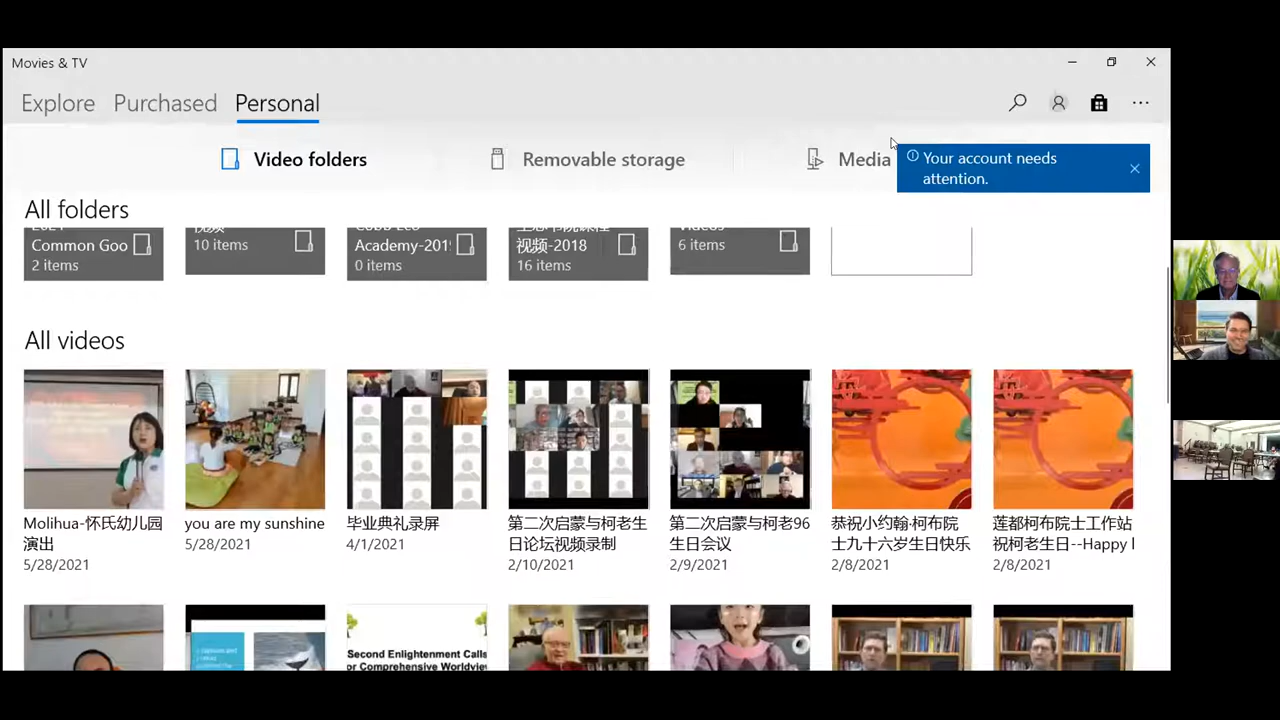 Movies & TV
Explore Purchased Personal
Video folders Removable storage Media
Your account needs
attention.
All folders
Common Goo
2 items
视频
10 items
Academy-201
0 items
视频-2018
16 items
Videos
6 items
All videos
Molihua-怀氏幼儿园
演出
5/28/2021
you are my sunshine
5/28/2021
毕业典礼录屏
4/1/2021
第二次启蒙与柯老生
日论坛视频录制
2/10/2021
第二次启蒙与柯老96
生日会议
2/9/2021
恭祝小约翰·柯布院
士九十六岁生日快乐
2/8/2021
莲都柯布院士工作站
祝柯老生日--Happy l
2/8/2021
Second Enlightenment Calls
or Comprehensive Worldview